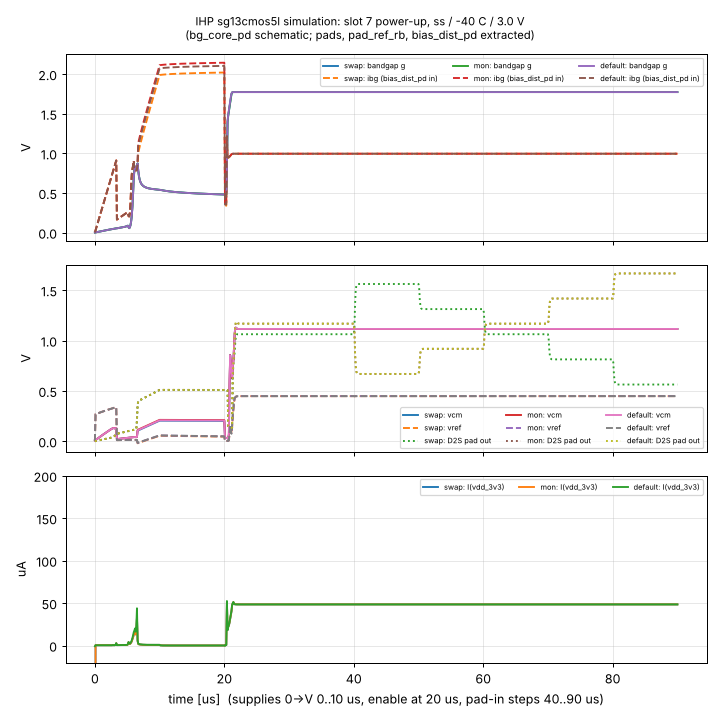 IHP sg13cmos5l simulation: slot 7 power-up, ss / -40 C / 3.0 V
(bg_core_pd schematic; pads, pad_ref_rb, bias_dist_pd extracted)
swap: bandgap g mon: bandgap g default: bandgap g
swap: ibg (bias_dist_pd in) mon: ibg (bias_dist_pd in) default: ibg (bias_dist_pd in)
2.0
1.5
1.0
0.5
0.0
V
1.5
1.0
0.5
0.0
V
swap: vcm mon: vcm default: vcm
swap: vref mon: vref default: vref
swap: D2S pad out mon: D2S pad out default: D2S pad out
swap: I(vdd_3v3) mon: I(vdd_3v3) default: I(vdd_3v3)
200
150
100
50
0
uA
0 20 40 60 80
time [us] (supplies 0→V 0..10 us, enable at 20 us, pad-in steps 40..90 us)